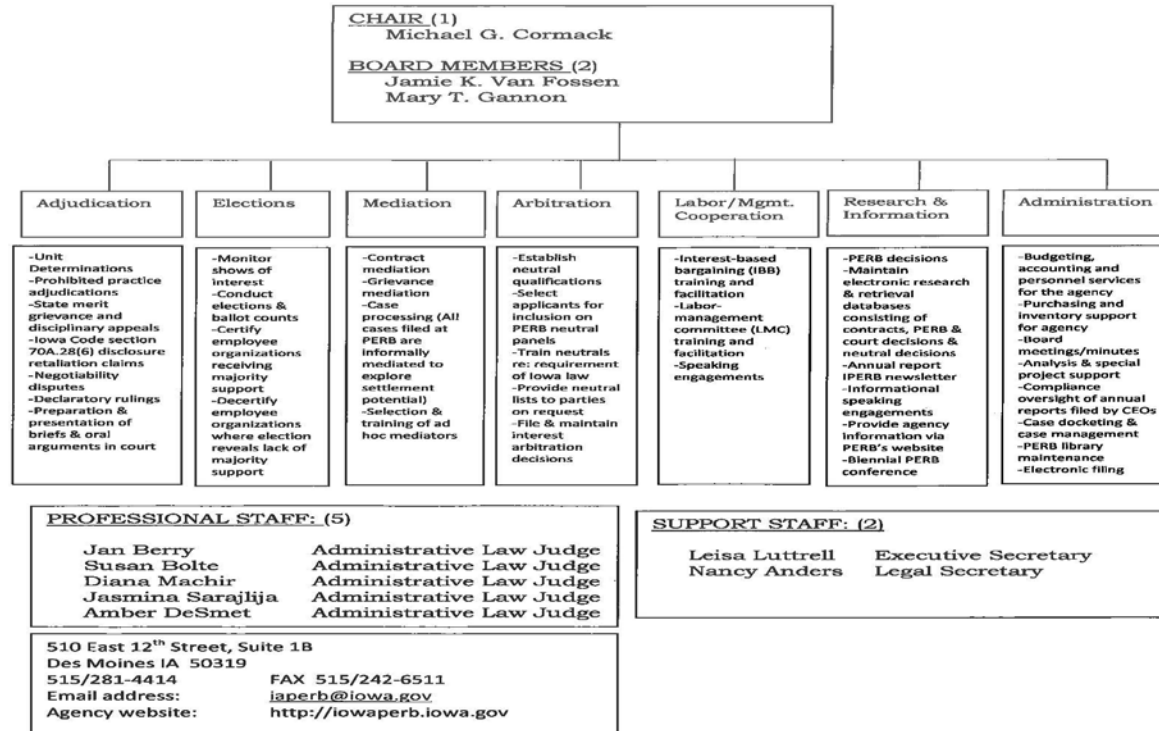 CHAIR (1)
Michael G. Cormack
BOARD MEMBERS (2)
Jamie K. Van Fossen
Mary T. Gannon
Adjudication
-Unit
Determinations
-Prohibited practice
adjudications
-State merit
grievance and
disciplinary appeals
-Iowa Code section
70A.28(6) disclosure
retaliation claims
-Negotiability
disputes
-Declaratory rulings
-Preparation &
presentation of
briefs & oral
arguments in court
Elections
-Monitor
shows of
interest
-Conduct
elections &
ballot counts
-Certify
employee
organizations
receiving
majority
support
-Decertify
employee
organizations
where election
reveals lack of
majority
support
Mediation
-Contract
mediation
-Grievance
mediation
-Case
processing (All
cases filed at
PERB are
informally
mediated to
explore
settlement
potential)
-Selection &
training of ad
hoc mediators
Arbitration
-Establish
neutral
qualifications
-Select
applicants for
inclusion on
PERB neutral
panels
-Train neutrals
re: requirement
of Iowa law
-Provide neutral
lists to parties
on request
-File & maintain
interest
arbitration
decisions
Labor/Mgmt.
Cooperation
-Interest-based
bargaining (IBB)
training and
facilitation
-Labor-
management
committee (LMC)
training and
facilitation
-Speaking
engagements
Research &
Information
-PERB decisions
-Maintain
electronic research
& retrieval
databases
consisting of
contracts, PERB &
court decisions &
neutral decisions
-Annual report
IPERB newsletter
-Informational
speaking
engagements
-Provide agency
information via
PERB's website
-Biennial PERB
conference
Administration
-Budgeting,
accounting and
personnel services
for the agency
-Purchasing and
inventory support
for agency
-Board
meetings/minutes
-Analysis & special
project support
-Compliance
oversight of annual
reports filed by CEOs
-Case docketing &
case management
-PERB library
maintenance
-Electronic filing
PROFESSIONAL STAFF: (5)
Jan Berry Administrative Law Judge
Susan Bolte Administrative Law Judge
Diana Machir Administrative Law Judge
Jasmina Sarajlija Administrative Law Judge
Amber DeSmet Administrative Law Judge
SUPPORT STAFF: (2)
Leisa Luttrell Executive Secretary
Nancy Anders Legal Secretary
510 East 12th Street, Suite 1B
Des Moines IA 50319
515/281-4414 FAX 515/242-6511
Email address: iaperb@iowa.gov
Agency website: http://iowaperb.iowa.gov